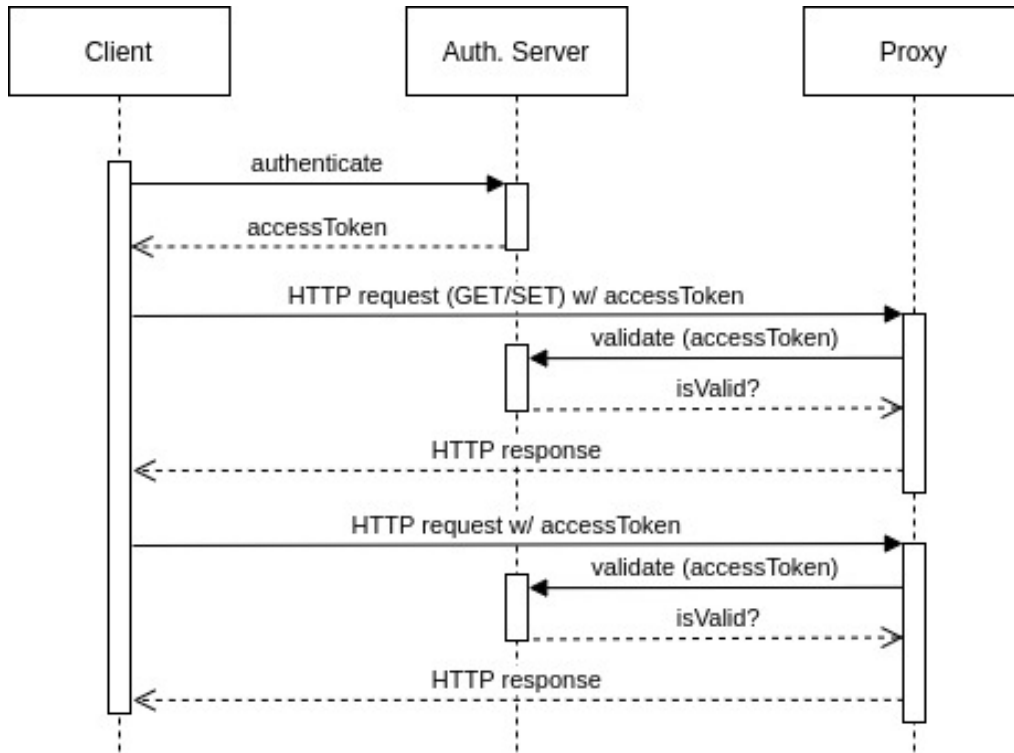 Client
Auth. Server
Proxy
authenticate
accessToken
HTTP request (GET/SET) w/ accessToken
validate (accessToken)
isValid?
HTTP response
HTTP request w/ accessToken
validate (accessToken)
isValid?
HTTP response